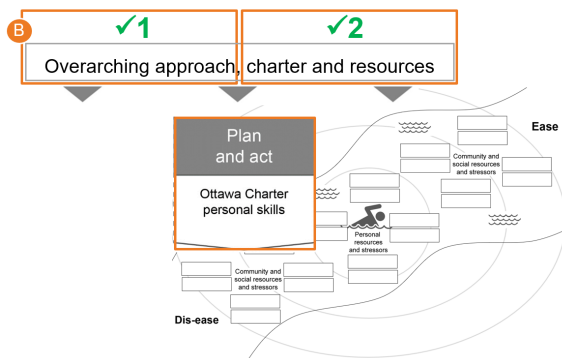 B
✓1
✓2
Overarching approach, charter and resources
Plan
and act
Ottawa Charter
personal skills
Ease
Community and
social resources
and stressors
Personal
resources
and stressors
Community and
social resources
and stressors
Dis-ease